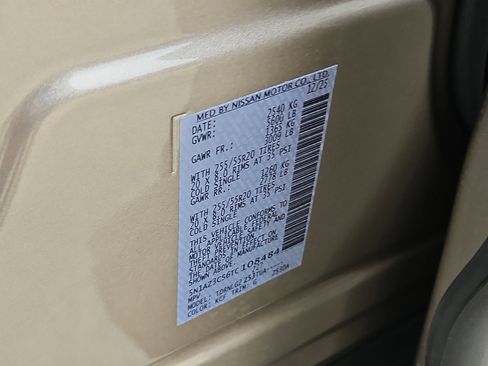 MFD BY NISSAN MOTOR CO., LTD.
DATE: 12/25
GVWR: 2540 KG
5600 LB
GAWR FR.: 1365 KG
3009 LB
WITH 255/55R20 TIRES
20 X 8.0 RIMS AT 35 PSI
COLD SINGLE
GAWR RR.: 1260 KG
2778 LB
WITH 255/55R20 TIRES
20 X 8.0 RIMS AT 35 PSI
COLD SINGLE
THIS VEHICLE CONFORMS TO
ALL APPLICABLE FEDERAL
MOTOR VEHICLE SAFETY AND
THEFT PREVENTION
STANDARDS IN EFFECT ON THE
DATE OF MANUFACTURE
SHOWN ABOVE.
5N1AZ3CS6TC108484
MPV
MODEL: TDRNLG2
COLOR: KCF TRIM: G